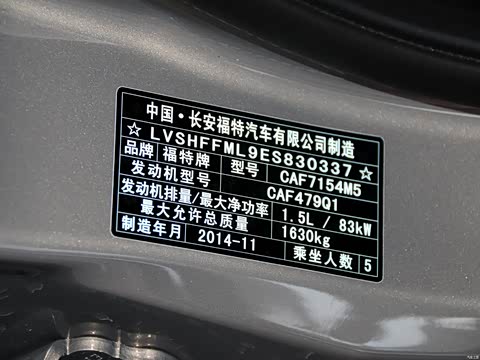 中国·长安福特汽车有限公司制造
☆LVSHFFML9ES830337☆
品牌 福特牌 型号 CAF7154M5
发动机型号 CAF479Q1
发动机排量/最大净功率 1.5L / 83kW
最大允许总质量 1630kg
制造年月 2014-11 乘坐人数 5